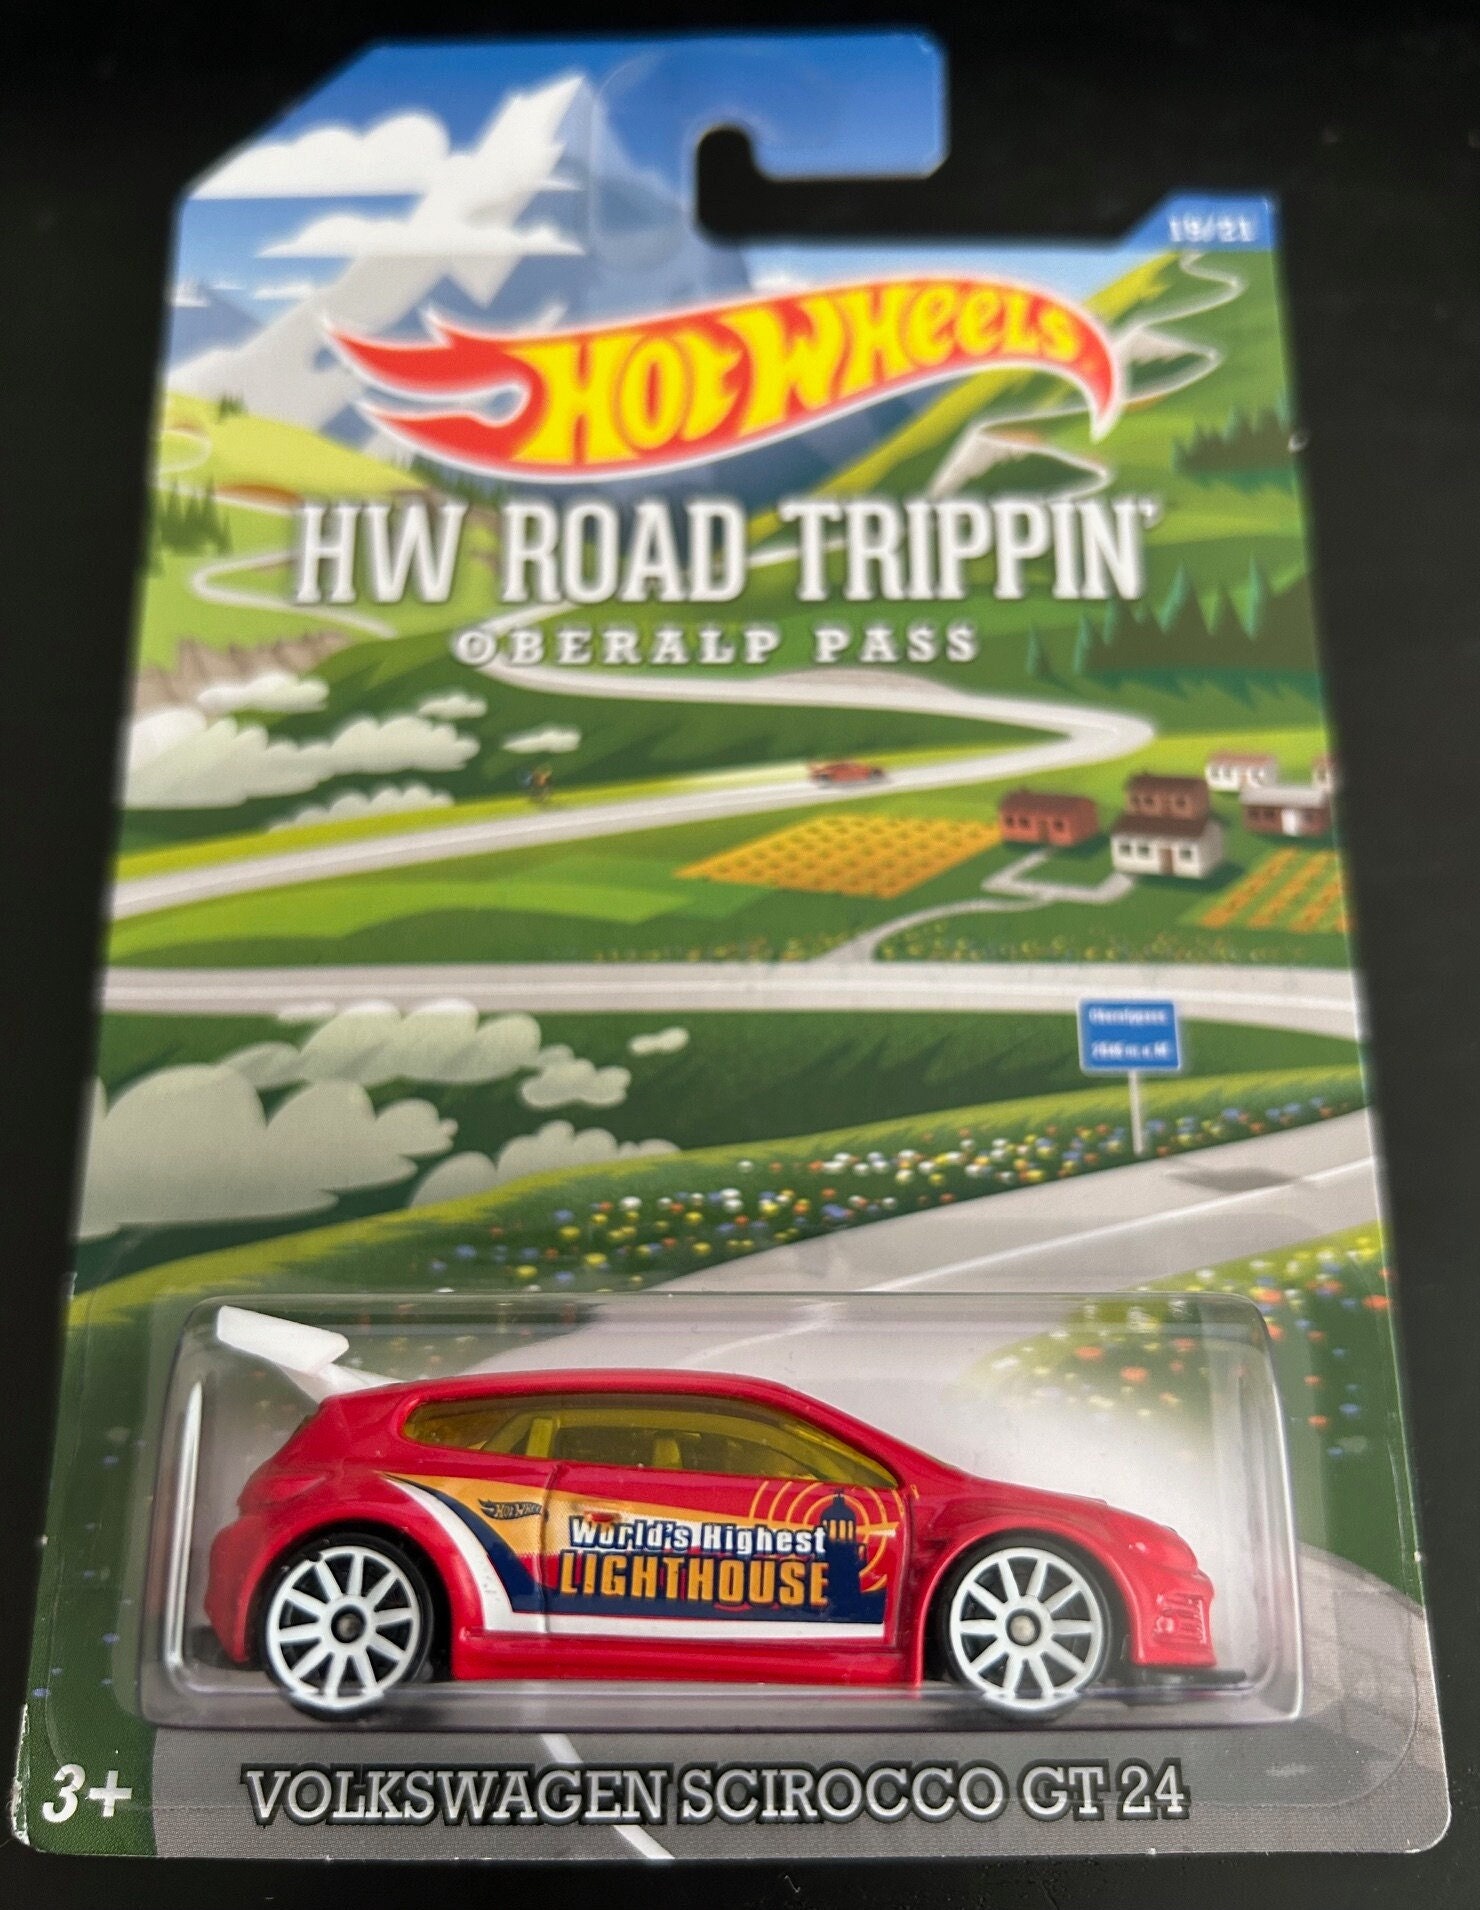 19/21
Hot Wheels
HW ROAD TRIPPIN'
OBERALP PASS
Hot Wheels
World's Highest
LIGHTHOUSE
3+
VOLKSWAGEN SCIROCCO GT 24